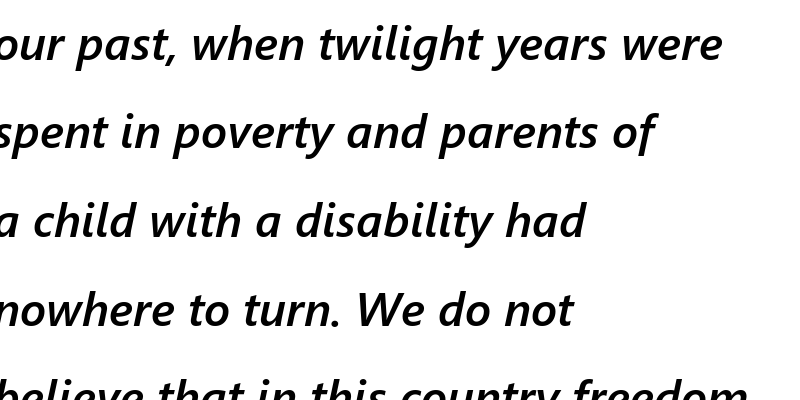 our past, when twilight years were
spent in poverty and parents of
a child with a disability had
nowhere to turn. We do not
believe that in this country freedom